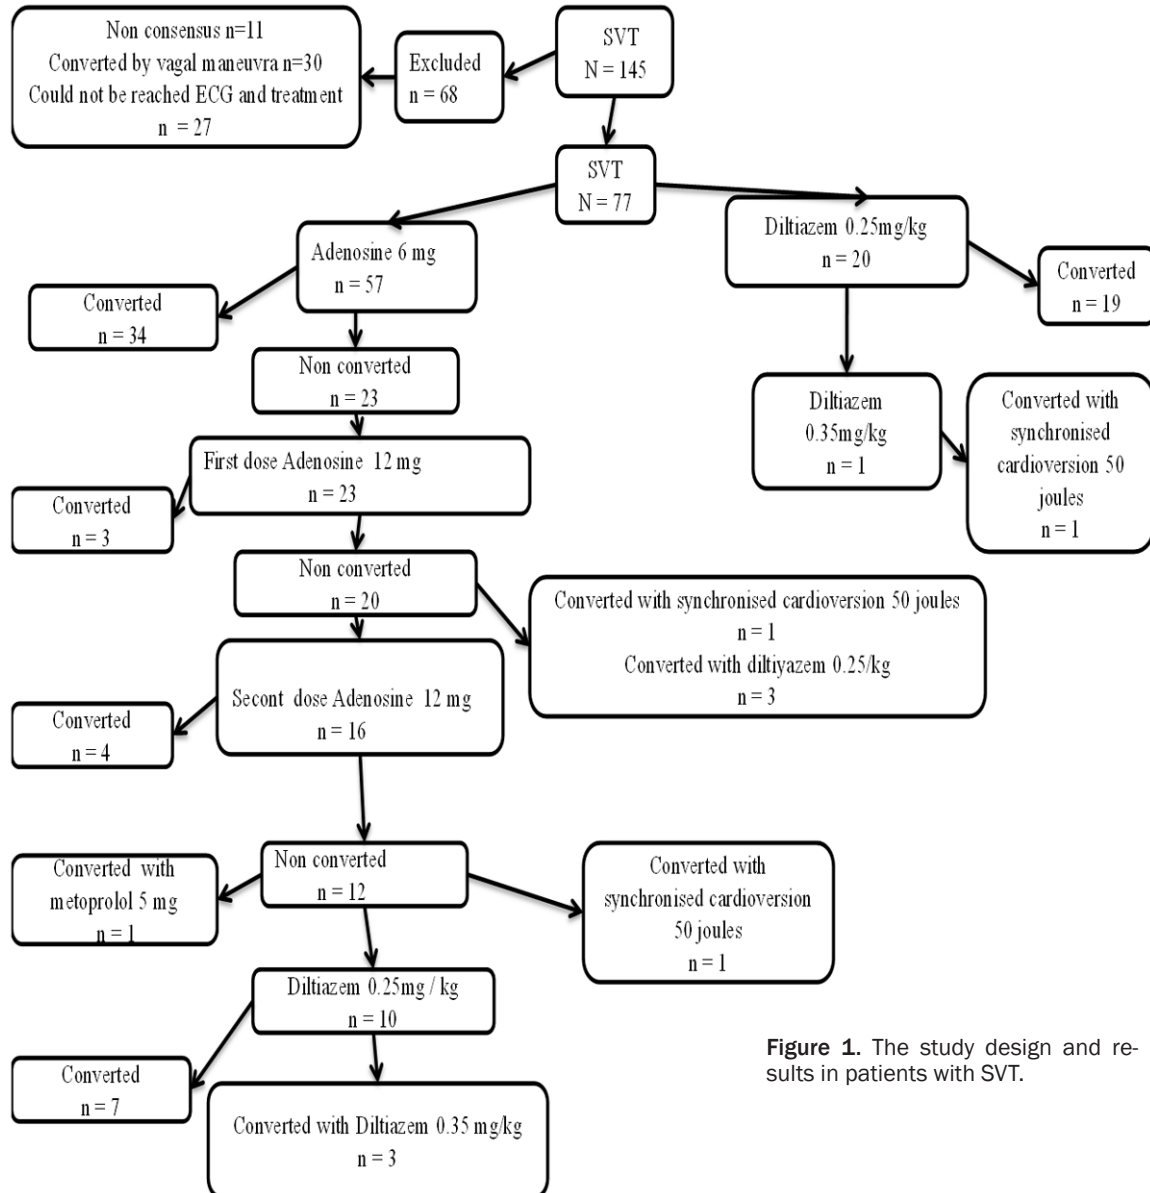 Non consensus n=11
Converted by vagal maneuvra n=30
Could not be reached ECG and treatment
n = 27
Excluded
n = 68
SVT
N = 145
SVT
N = 77
Adenosine 6 mg
n = 57
Diltiazem 0.25mg/kg
n = 20
Converted
n = 34
Converted
n = 19
Non converted
n = 23
Diltiazem
0.35mg/kg
n = 1
Converted with
synchronised
cardioversion 50
joules
n = 1
First dose Adenosine 12 mg
n = 23
Converted
n = 3
Non converted
n = 20
Converted with synchronised cardioversion 50 joules
n = 1
Converted with diltiyazem 0.25/kg
n = 3
Secont dose Adenosine 12 mg
n = 16
Converted
n = 4
Non converted
n = 12
Converted with
metoprolol 5 mg
n = 1
Converted with
synchronised cardioversion
50 joules
n = 1
Diltiazem 0.25mg / kg
n = 10
Converted
n = 7
Converted with Diltiazem 0.35 mg/kg
n = 3
Figure 1. The study design and re-
sults in patients with SVT.